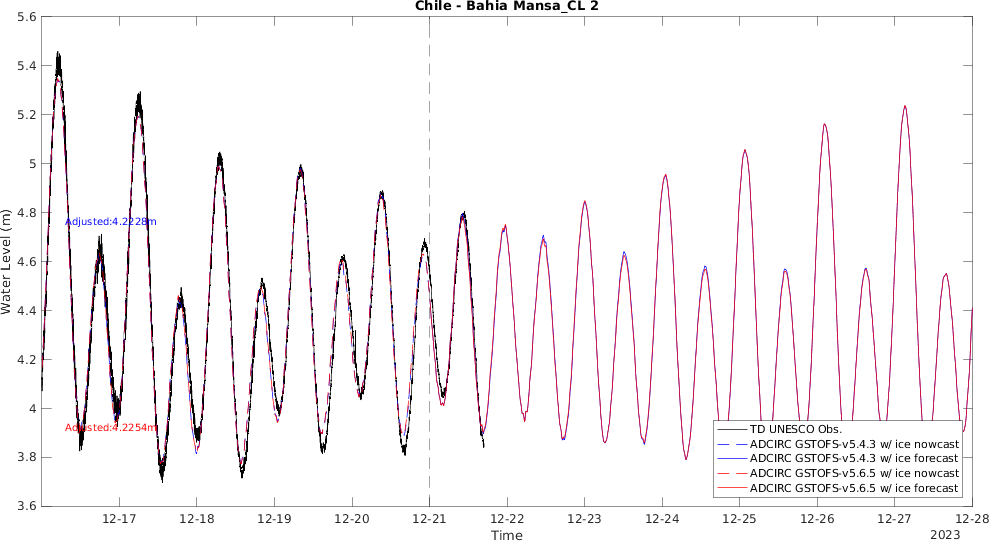 Chile - Bahia Mansa_CL 2
5.6
5.4
5.2
5
4.8
4.6
4.4
4.2
4
3.8
3.6
Water Level (m)
Adjusted:4.2228m
Adjusted:4.2254m
TD UNESCO Obs.
ADCIRC GSTOFS-v5.4.3 w/ ice nowcast
ADCIRC GSTOFS-v5.4.3 w/ ice forecast
ADCIRC GSTOFS-v5.6.5 w/ ice nowcast
ADCIRC GSTOFS-v5.6.5 w/ ice forecast
12-17 12-18 12-19 12-20 12-21 12-22 12-23 12-24 12-25 12-26 12-27 12-28
Time
2023